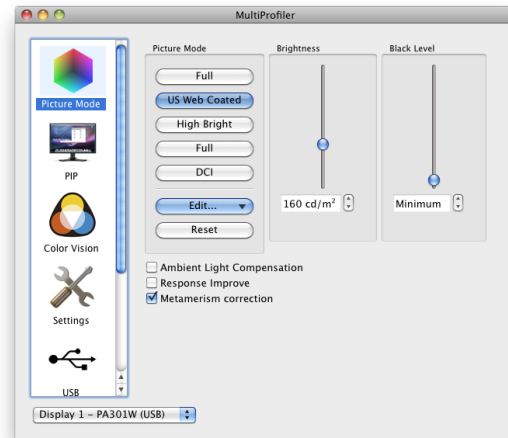 MultiProfiler
Picture Mode
PIP
Color Vision
Settings
USB
Picture Mode
Full
US Web Coated
High Bright
Full
DCI
Edit...
Reset
Brightness
160 cd/m²
Black Level
Minimum
Ambient Light Compensation
Response Improve
Metamerism correction
Display 1 – PA301W (USB)